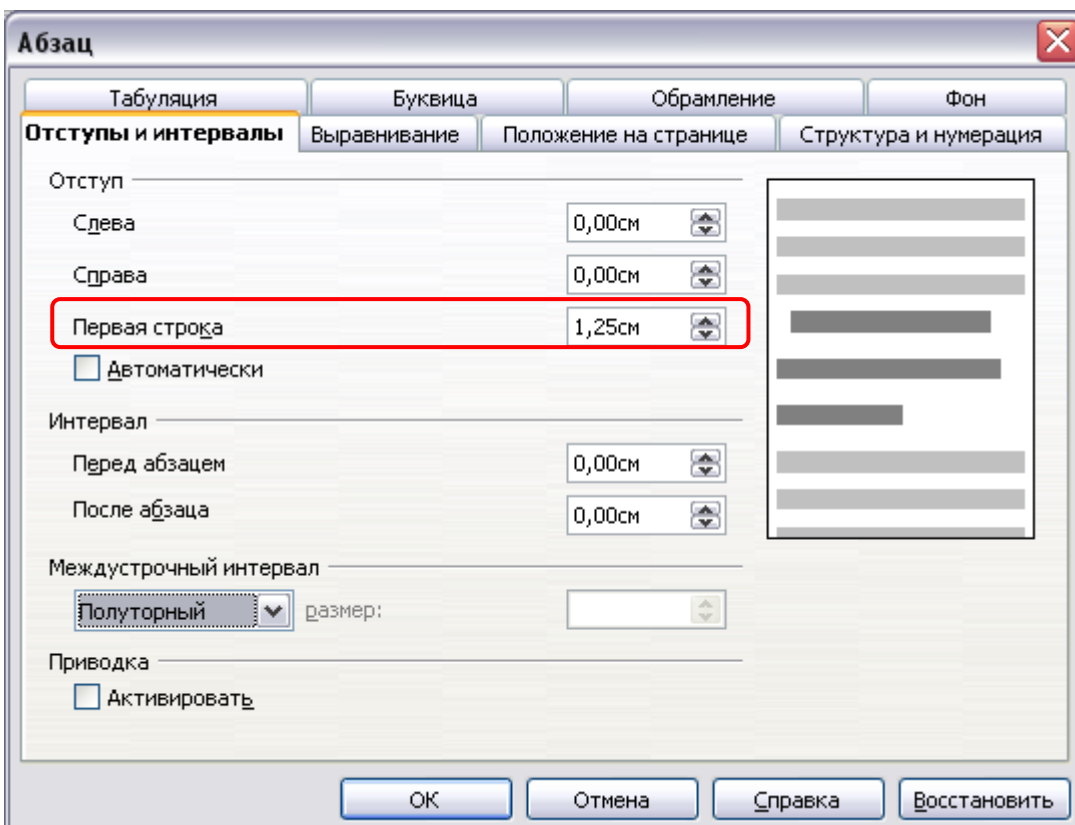 Абзац
Табуляция Буквица Обрамление Фон
Отступы и интервалы Выравнивание Положение на странице Структура и нумерация
Отступ
Слева 0,00см
Справа 0,00см
Первая строка 1,25см
Автоматически
Интервал
Перед абзацем 0,00см
После абзаца 0,00см
Междустрочный интервал
Полуторный размер:
Приводка
Активировать
ОК Отмена Справка Восстановить